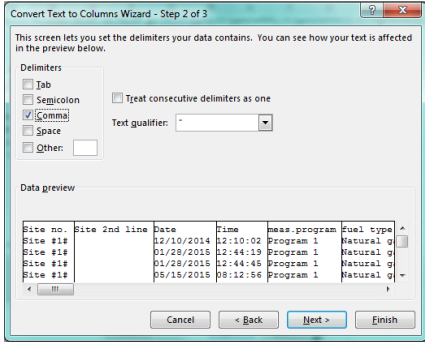 Convert Text to Columns Wizard - Step 2 of 3
This screen lets you set the delimiters your data contains. You can see how your text is affected
in the preview below.
Delimiters
Tab
Semicolon
Comma
Space
Other:
Treat consecutive delimiters as one
Text qualifier: "
Data preview
Site no. Site 2nd line Date Time meas.program fuel type
Site #1# 12/10/2014 12:10:02 Program 1 Natural g
Site #1# 01/28/2015 12:44:19 Program 1 Natural g
Site #1# 01/28/2015 12:44:45 Program 1 Natural g
Site #1# 05/15/2015 08:12:56 Program 1 Natural g
Cancel < Back Next > Finish